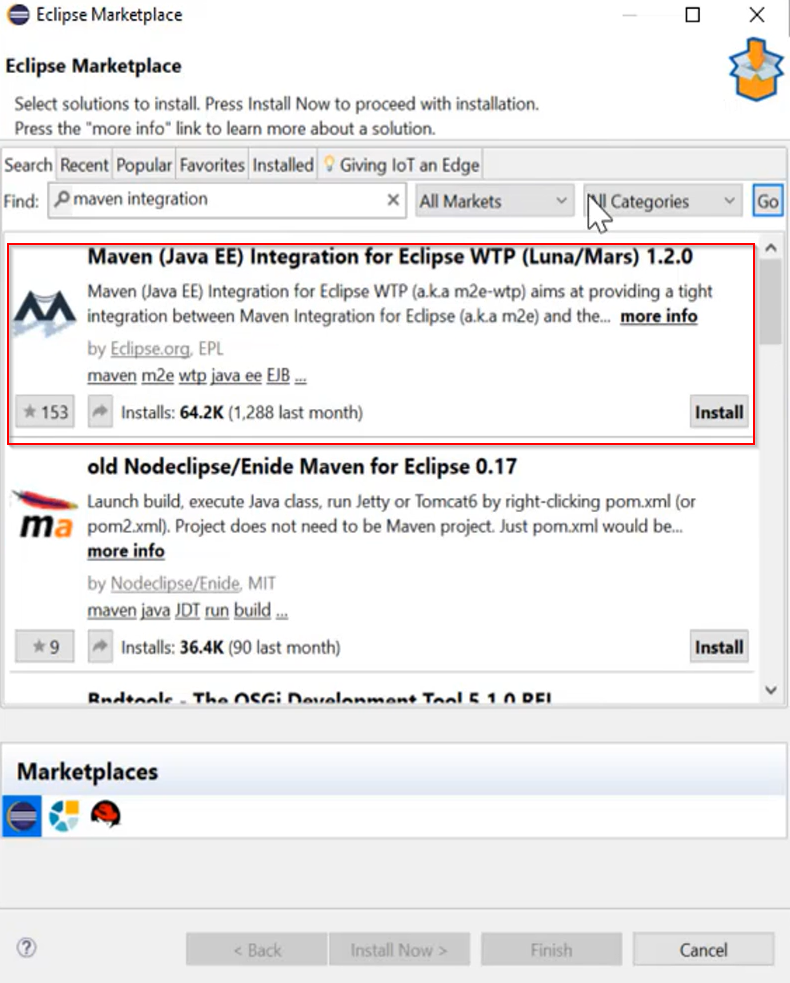 Eclipse Marketplace
Eclipse Marketplace
Select solutions to install. Press Install Now to proceed with installation.
Press the "more info" link to learn more about a solution.
Search Recent Popular Favorites Installed Giving IoT an Edge
Find: maven integration All Markets All Categories Go
Maven (Java EE) Integration for Eclipse WTP (Luna/Mars) 1.2.0
Maven (Java EE) Integration for Eclipse WTP (a.k.a m2e-wtp) aims at providing a tight
integration between Maven Integration for Eclipse (a.k.a m2e) and the... more info
by Eclipse.org, EPL
maven m2e wtp java ee EJB ...
153 Installs: 64.2K (1,288 last month) Install
old Nodeclipse/Enide Maven for Eclipse 0.17
Launch build, execute Java class, run Jetty or Tomcat6 by right-clicking pom.xml (or
ma pom2.xml). Project does not need to be Maven project. Just pom.xml would be...
more info
by Nodeclipse/Enide, MIT
maven java JDT run build ...
9 Installs: 36.4K (90 last month) Install
Bndtools - The OSGi Development Tool 5.1.0.REL
Marketplaces
? < Back Install Now > Finish Cancel